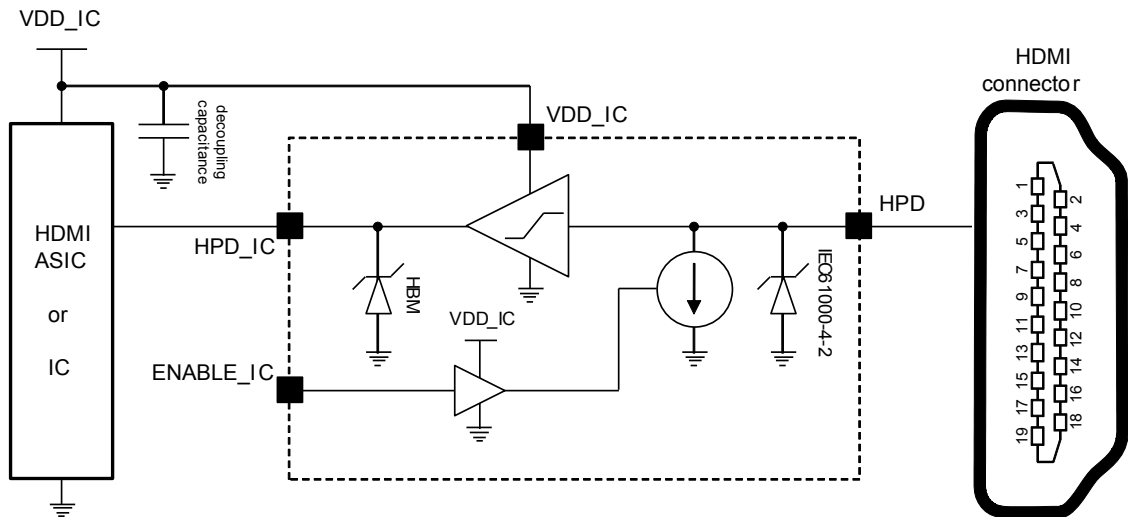 VDD_IC
HDMI
connector
decoupling
capacitance
VDD_IC
HPD
HPD_IC
HDMI
ASIC
or
IC
HBM
IEC61000-4-2
VDD_IC
ENABLE_IC
1
2
3
4
5
6
7
8
9
10
11
12
13
14
15
16
17
18
19